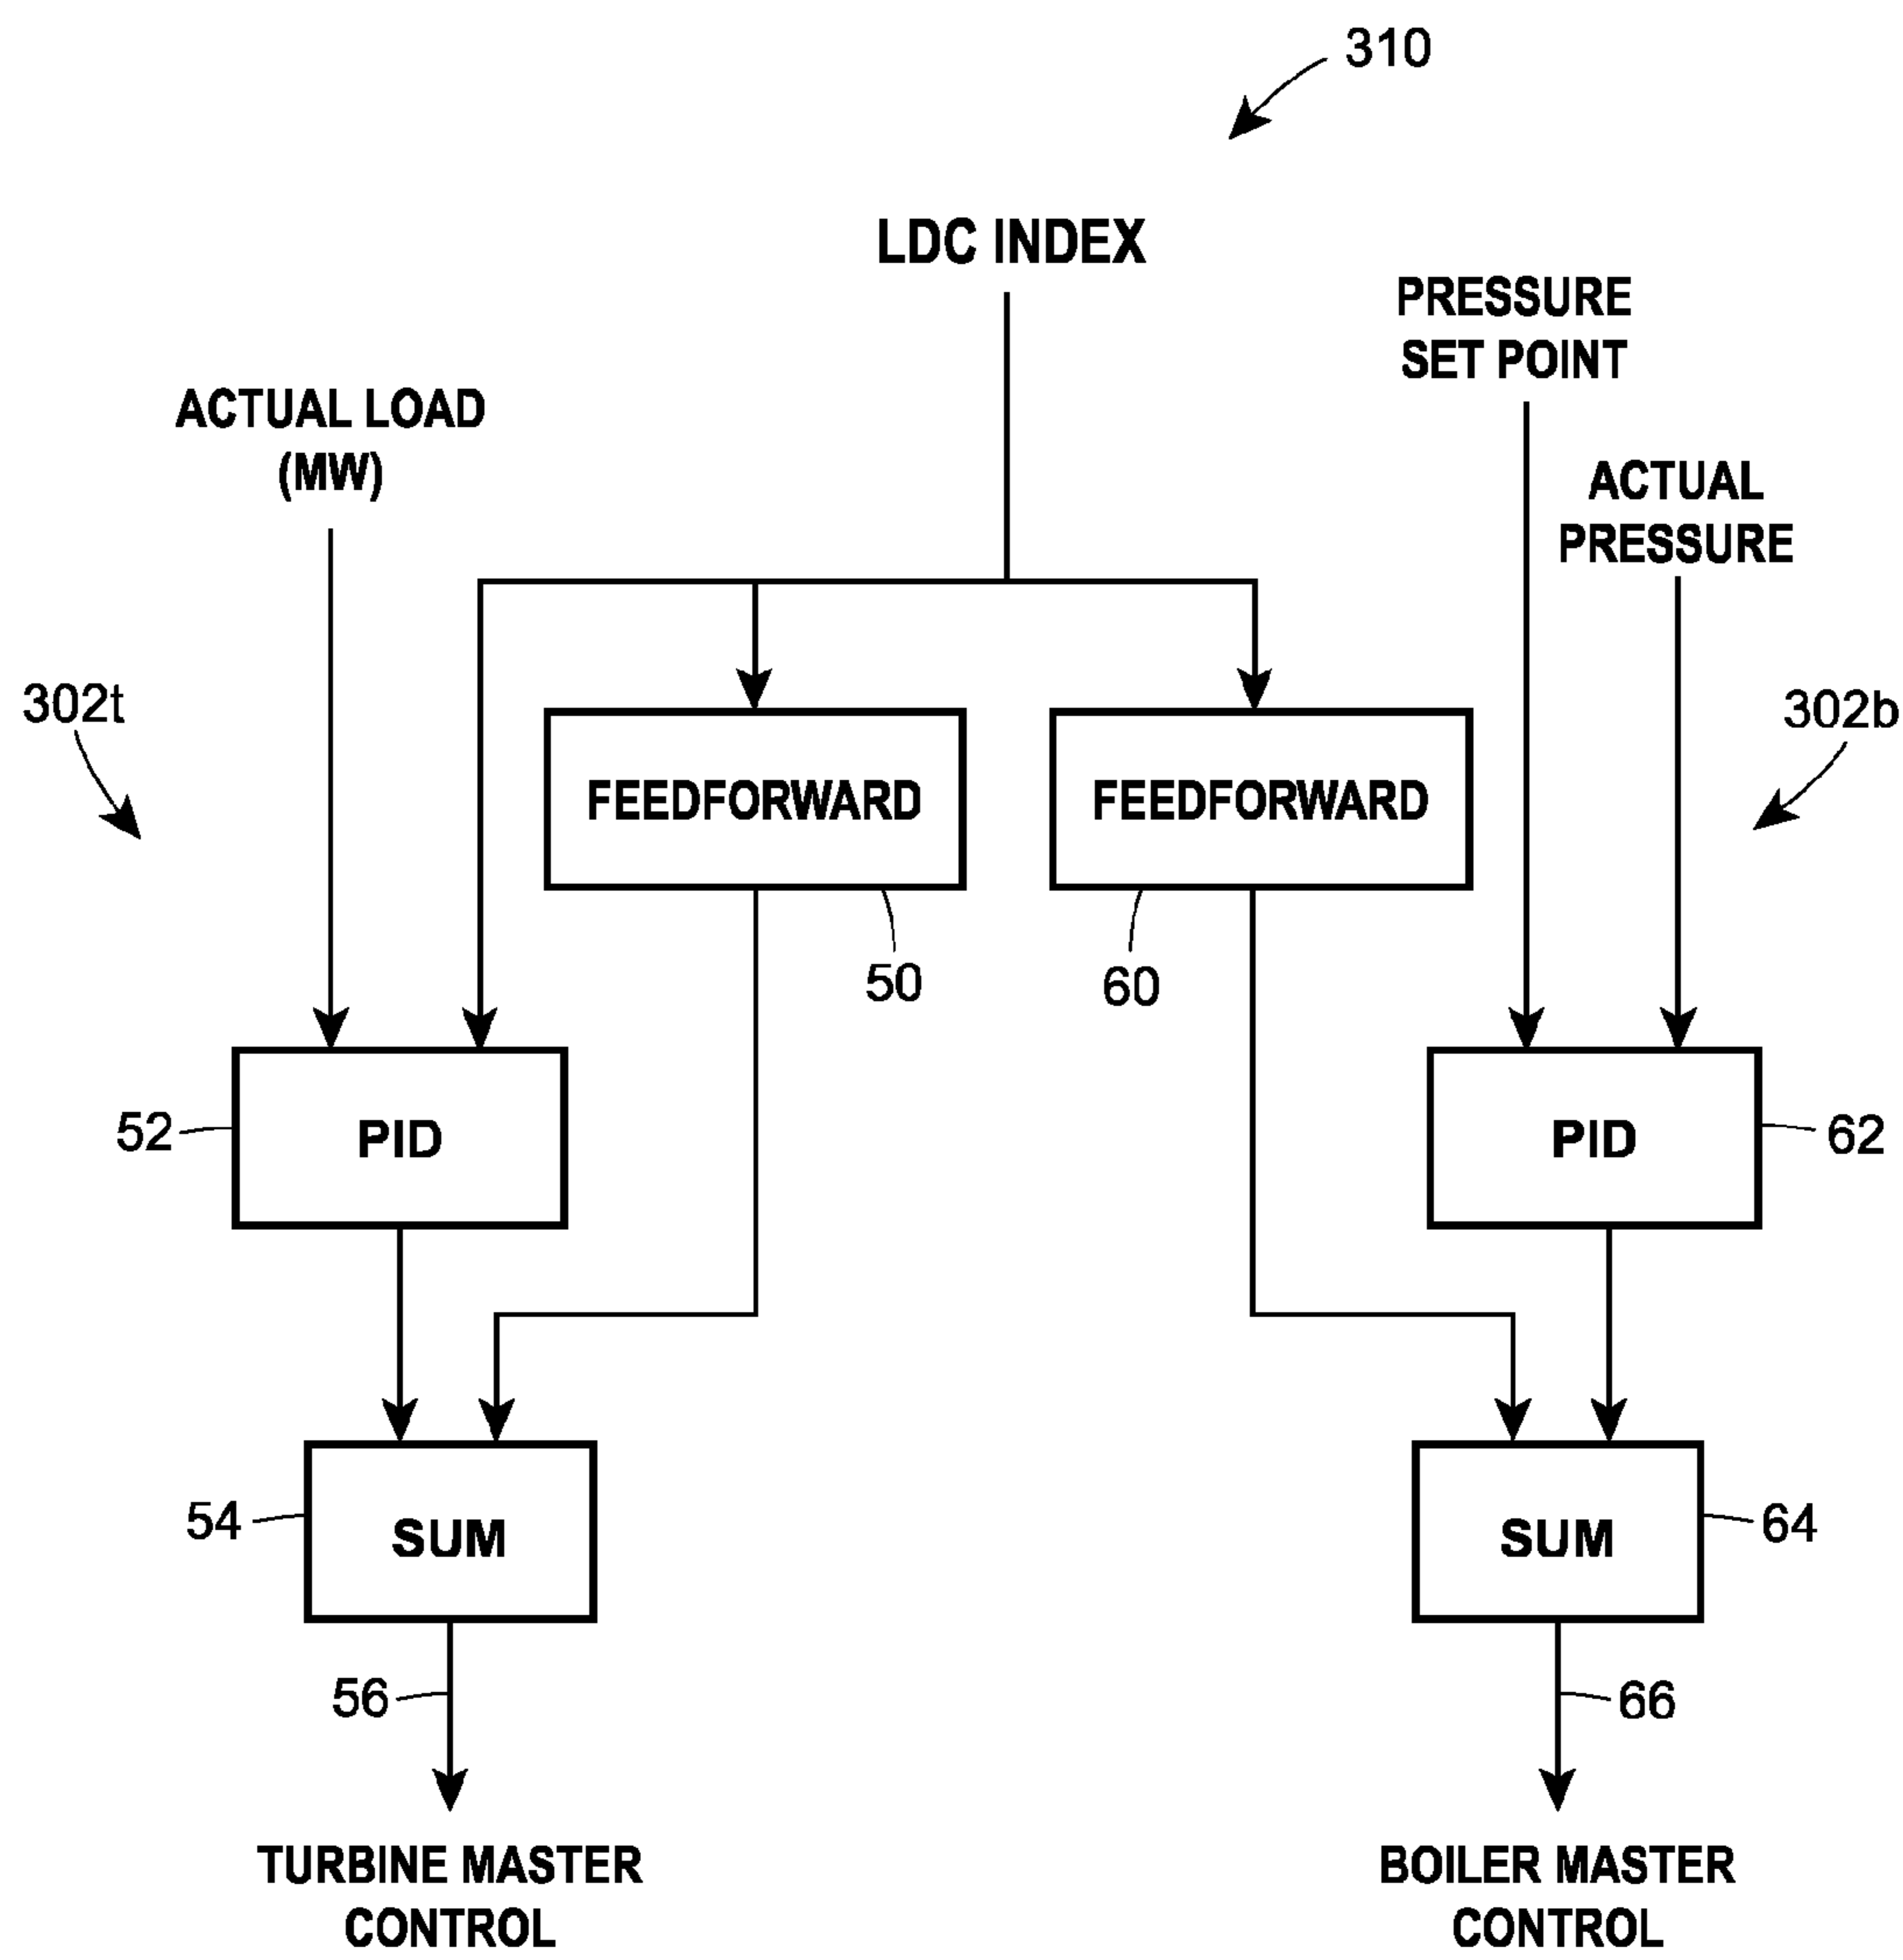 310
LDC INDEX
PRESSURE
SET POINT
ACTUAL LOAD
(MW)
ACTUAL
PRESSURE
302t
302b
FEEDFORWARD
FEEDFORWARD
50
60
52
PID
PID
62
54
SUM
SUM
64
56
66
TURBINE MASTER
CONTROL
BOILER MASTER
CONTROL